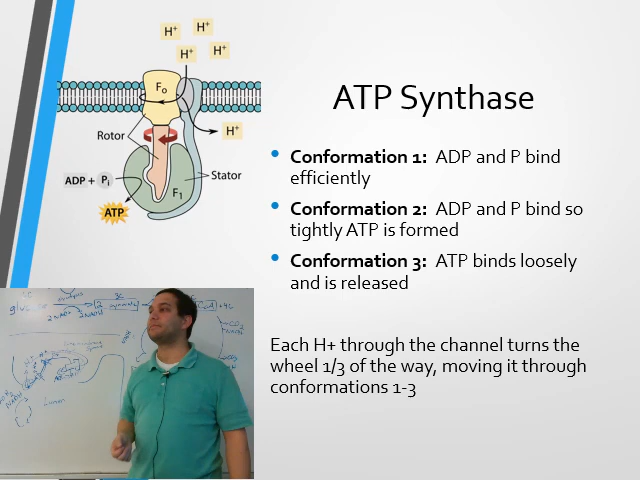 H⁺
H⁺
H⁺
H⁺
F₀
H⁺
Rotor
ADP + Pᵢ
Stator
F₁
ATP
ATP Synthase
Conformation 1: ADP and P bind
efficiently
Conformation 2: ADP and P bind so
tightly ATP is formed
Conformation 3: ATP binds loosely
and is released
Each H+ through the channel turns the
wheel 1/3 of the way, moving it through
conformations 1-3